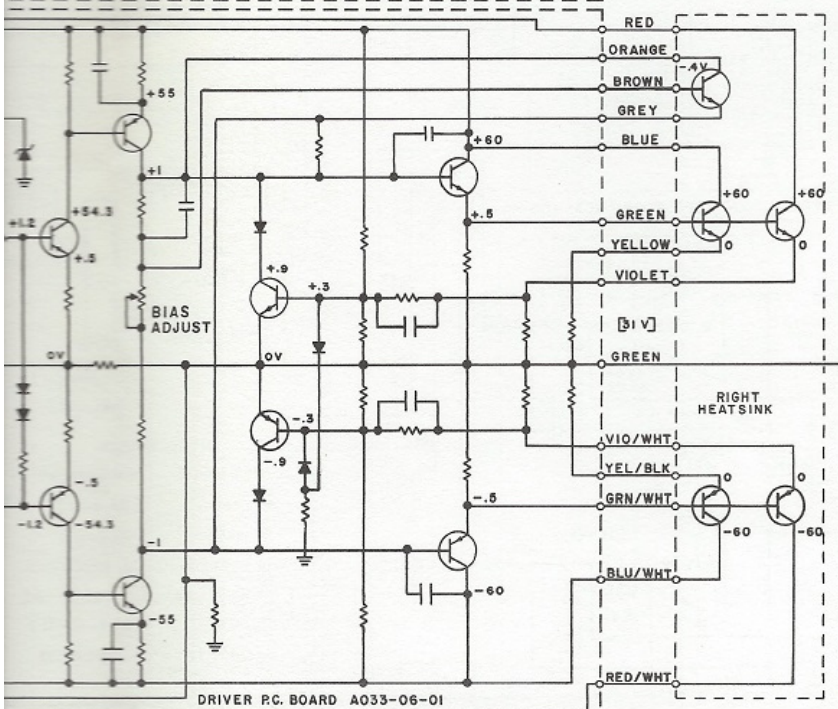 RED
ORANGE
-.4V
BROWN
+55
GREY
+60
BLUE
+1
+60
+60
+54.3
+1.2
+.5
GREEN
+.5
0
0
YELLOW
+.9
+.3
VIOLET
BIAS
ADJUST
[31 V]
0V
0V
GREEN
RIGHT
HEATSINK
-.3
VIO/WHT
-.9
YEL/BLK
0
0
-.5
-.5
GRN/WHT
-1.2
-54.3
-60
-60
-1
BLU/WHT
-60
-55
RED/WHT
DRIVER P.C. BOARD A033-06-01